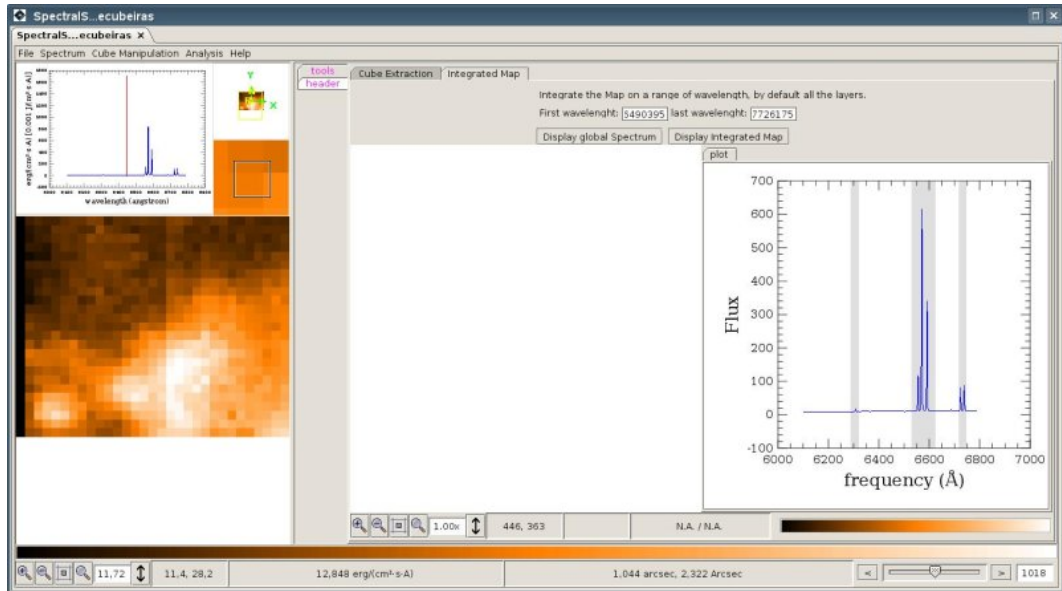 SpectralS...ecubeiras
SpectralS...ecubeiras X
File Spectrum Cube Manipulation Analysis Help
tools
header
Cube Extraction
Integrated Map
Y
X
wavelength (angstrom)
Integrate the Map on a range of wavelength, by default all the layers.
First wavelenght: 5490395 last wavelenght: 7726175
Display global Spectrum
Display Integrated Map
plot
700
600
500
400
300
200
100
0
-100
Flux
6000 6200 6400 6600 6800 7000
frequency (Å)
1.00x
446, 363
N.A. / N.A.
11,72
11,4, 28,2
12,848 erg/(cm²·s·A)
1,044 arcsec, 2,322 Arcsec
<
>
1018